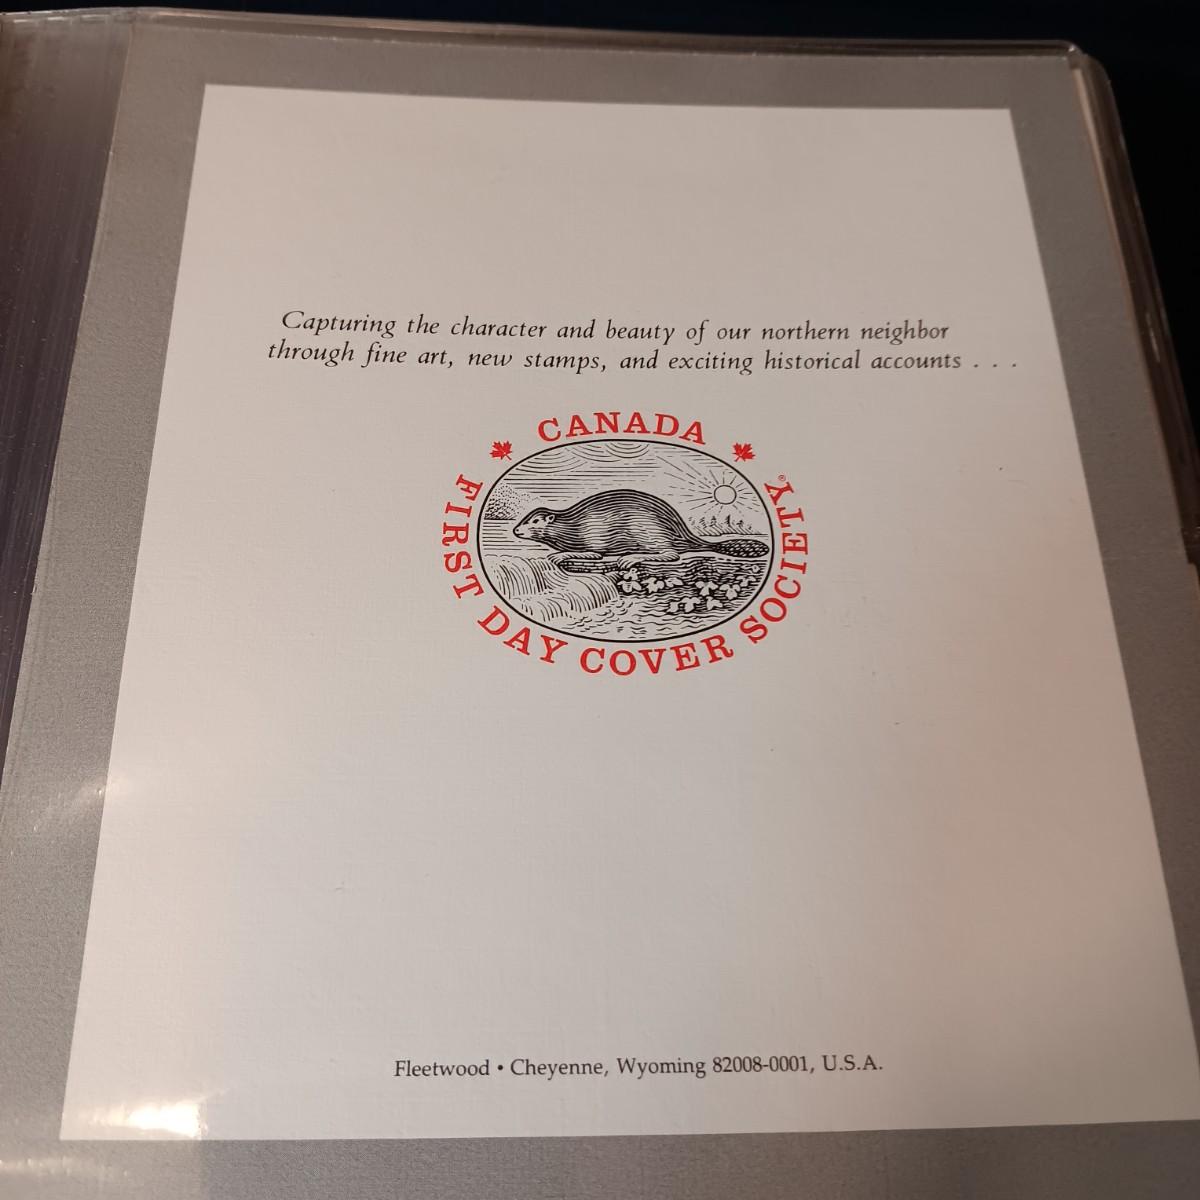 Capturing the character and beauty of our northern neighbor
through fine art, new stamps, and exciting historical accounts . . .
CANADA
FIRST DAY COVER SOCIETY®
Fleetwood • Cheyenne, Wyoming 82008-0001, U.S.A.